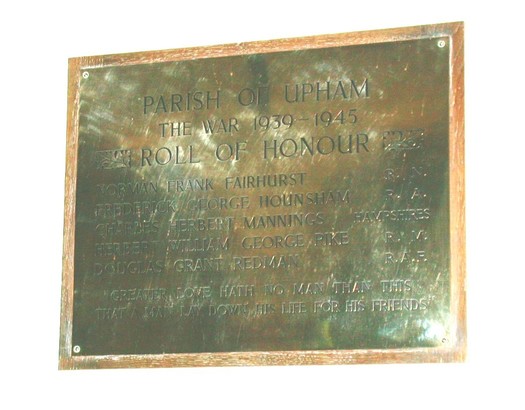 PARISH OF UPHAM
THE WAR 1939-1945
ROLL OF HONOUR
NORMAN FRANK FAIRHURST R.N.
FREDERICK GEORGE HOUNSHAM R.A.
CHARLES HERBERT MANNINGS HAMPSHIRES
HERBERT WILLIAM GEORGE PIKE R.M.
DOUGLAS GRANT REDMAN R.A.F.
"GREATER LOVE HATH NO MAN THAN THIS
THAT A MAN LAY DOWN HIS LIFE FOR HIS FRIENDS"